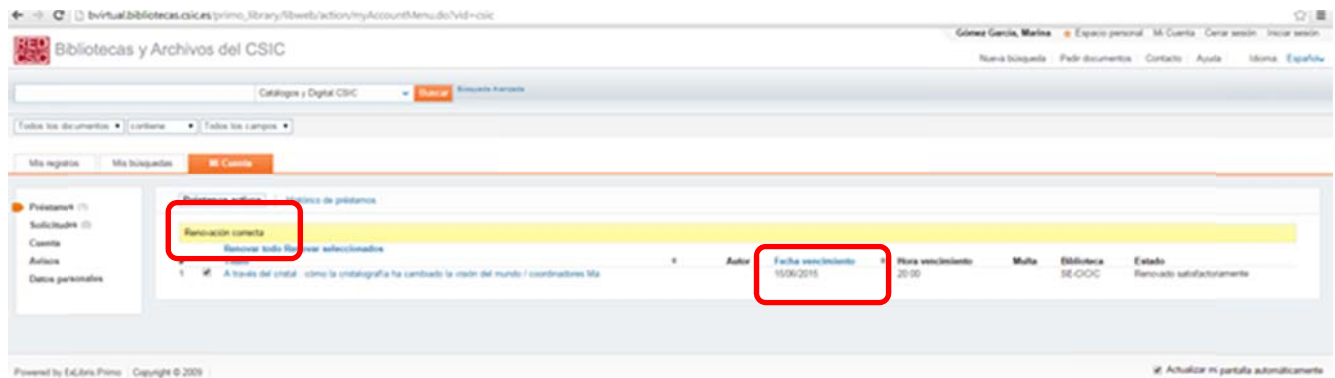 bvirtual.bibliotecas.csic.es/primo_library/libweb/action/myAccountMenu.do?vid=csic
Gómez García, Marina Espacio personal Mi Cuenta Cerrar sesión Iniciar sesión
RED CSIC Bibliotecas y Archivos del CSIC
Nueva búsqueda Pedir documentos Contacto Ayuda Idioma: Español
Catálogos y Digital CSIC Buscar Búsqueda Avanzada
Todos los documentos contiene Todos los campos
Mis registros Mis búsquedas Mi Cuenta
Préstamos (1) Préstamos activos Histórico de préstamos
Solicitudes (0) Renovación correcta
Cuenta Renovar todo Renovar seleccionados
Avisos Autor Fecha vencimiento Hora vencimiento Multa Biblioteca Estado
1 A través del cristal : cómo la cristalografía ha cambiado la visión del mundo / coordinadores Ma 15/06/2015 20:00 SE-CICIC Renovado satisfactoriamente
Datos personales
Powered by ExLibris Primo Copyright © 2009 Actualizar mi pantalla automáticamente